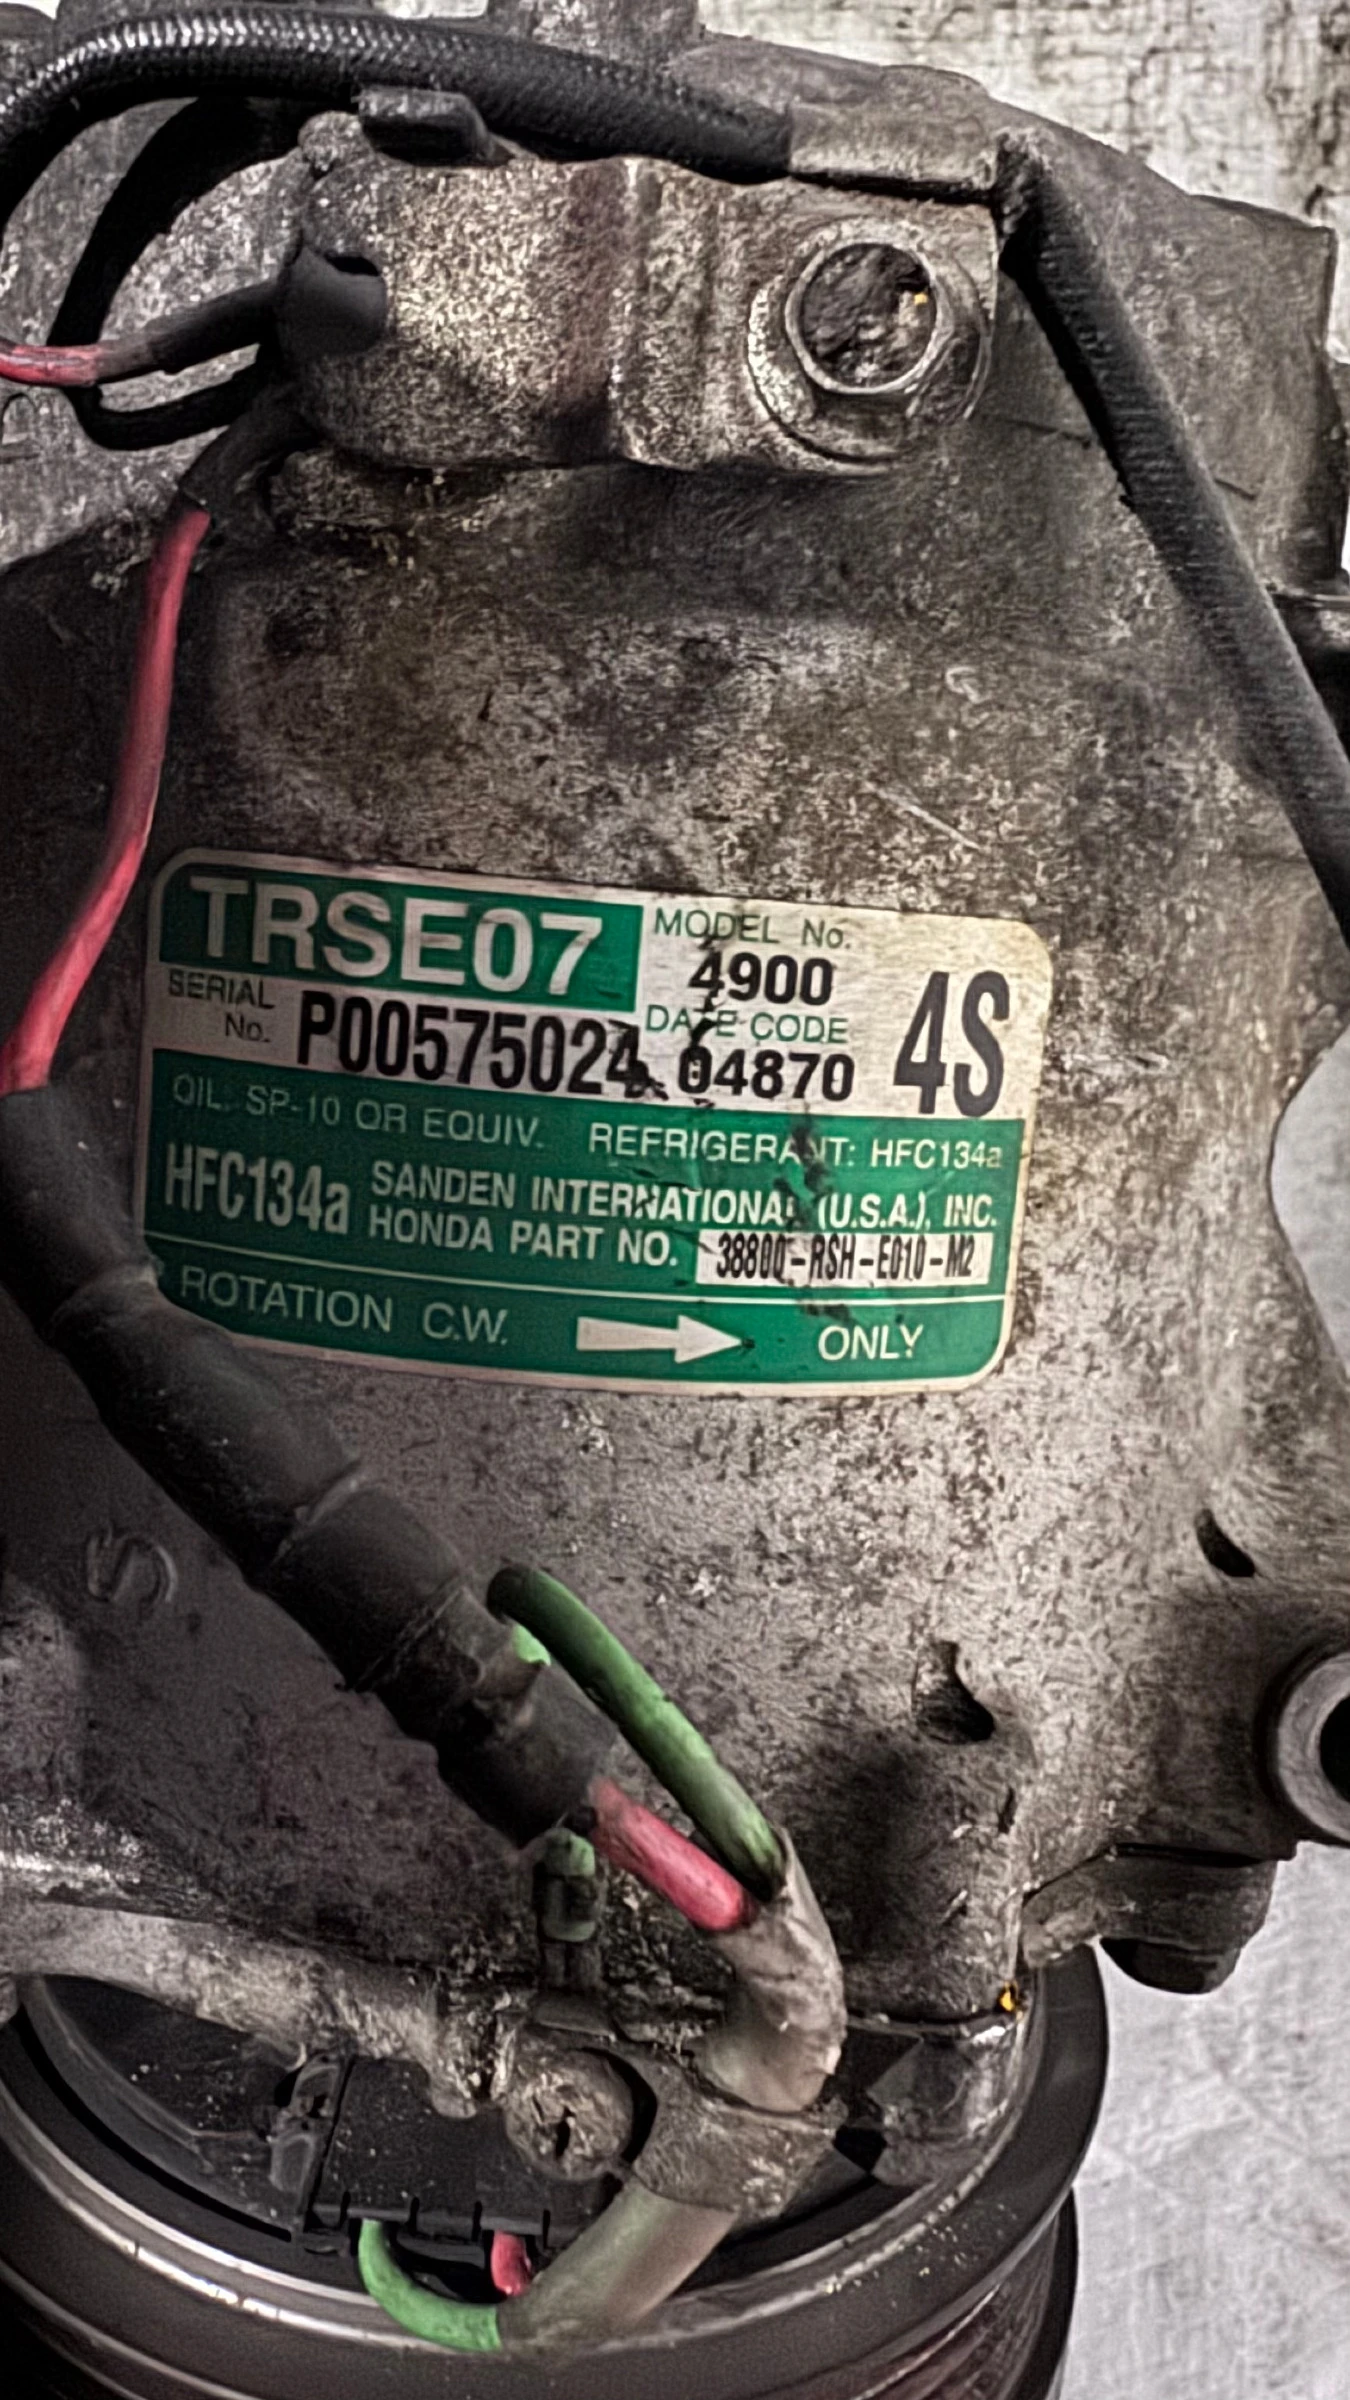 TRSE07
MODEL No.
4900
4S
SERIAL No.
P00575024
DATE CODE
04870
OIL. SP-10 OR EQUIV. REFRIGERANT: HFC134a
HFC134a
SANDEN INTERNATIONAL (U.S.A.), INC.
HONDA PART NO. 38800-RSH-E010-M2
ROTATION C.W. ONLY
S